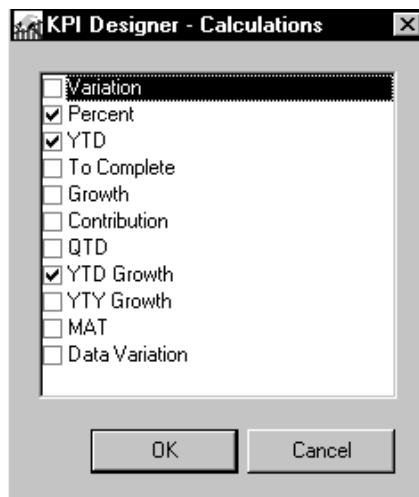 KPI Designer - Calculations
Variation
Percent
YTD
To Complete
Growth
Contribution
QTD
YTD Growth
YTY Growth
MAT
Data Variation
OK Cancel